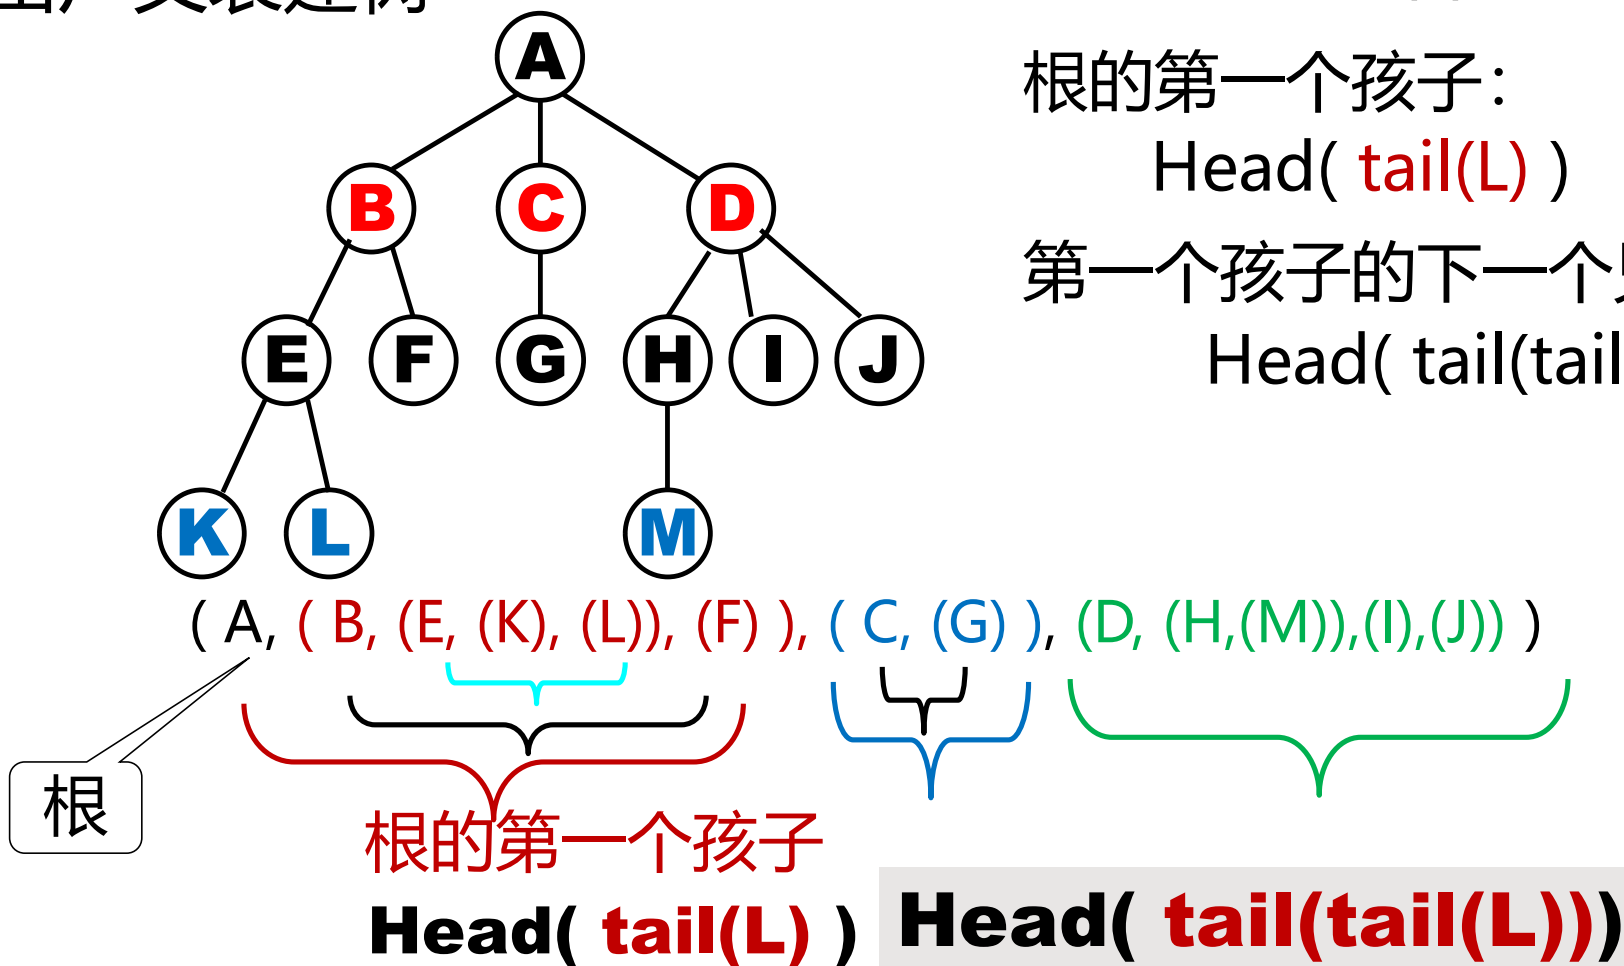 A
B C D
E F G H I J
K L M
根的第一个孩子：
Head( tail(L) )
第一个孩子的下一个
Head( tail(tail
( A, ( B, (E, (K), (L)), (F) ), ( C, (G) ), (D, (H,(M)),(I),(J)) )
根
根的第一个孩子
Head( tail(L) )
Head( tail(tail(L)))